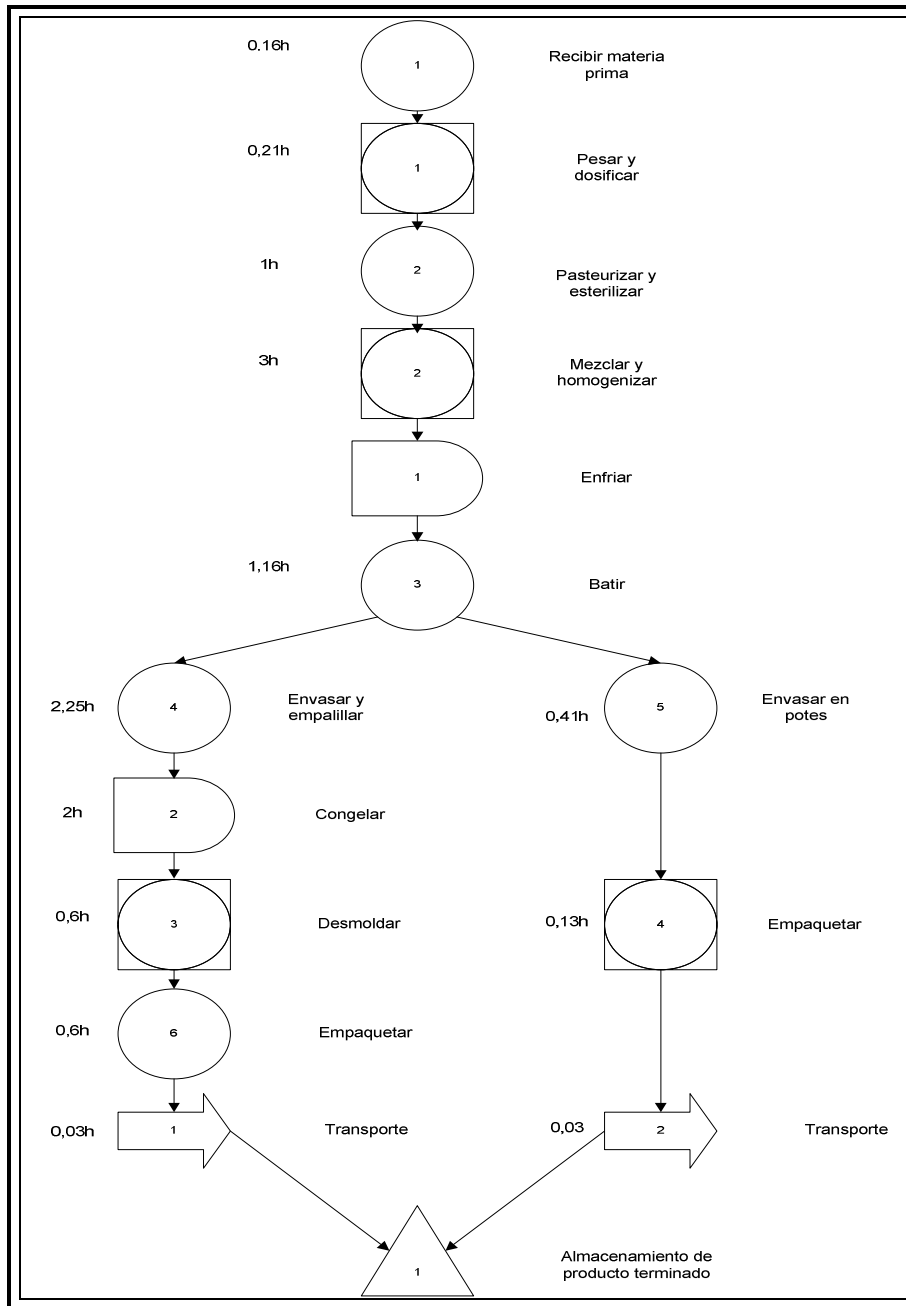 0,16h
1
Recibir materia
prima
0,21h
1
Pesar y
dosificar
1h
2
Pasteurizar y
esterilizar
3h
2
Mezclar y
homogenizar
1
Enfriar
1,16h
3
Batir
2,25h
4
Envasar y
empalillar
0,41h
5
Envasar en
potes
2h
2
Congelar
0,6h
3
Desmoldar
0,13h
4
Empaquetar
0,6h
6
Empaquetar
0,03h
1
Transporte
0,03
2
Transporte
1
Almacenamiento de
producto terminado